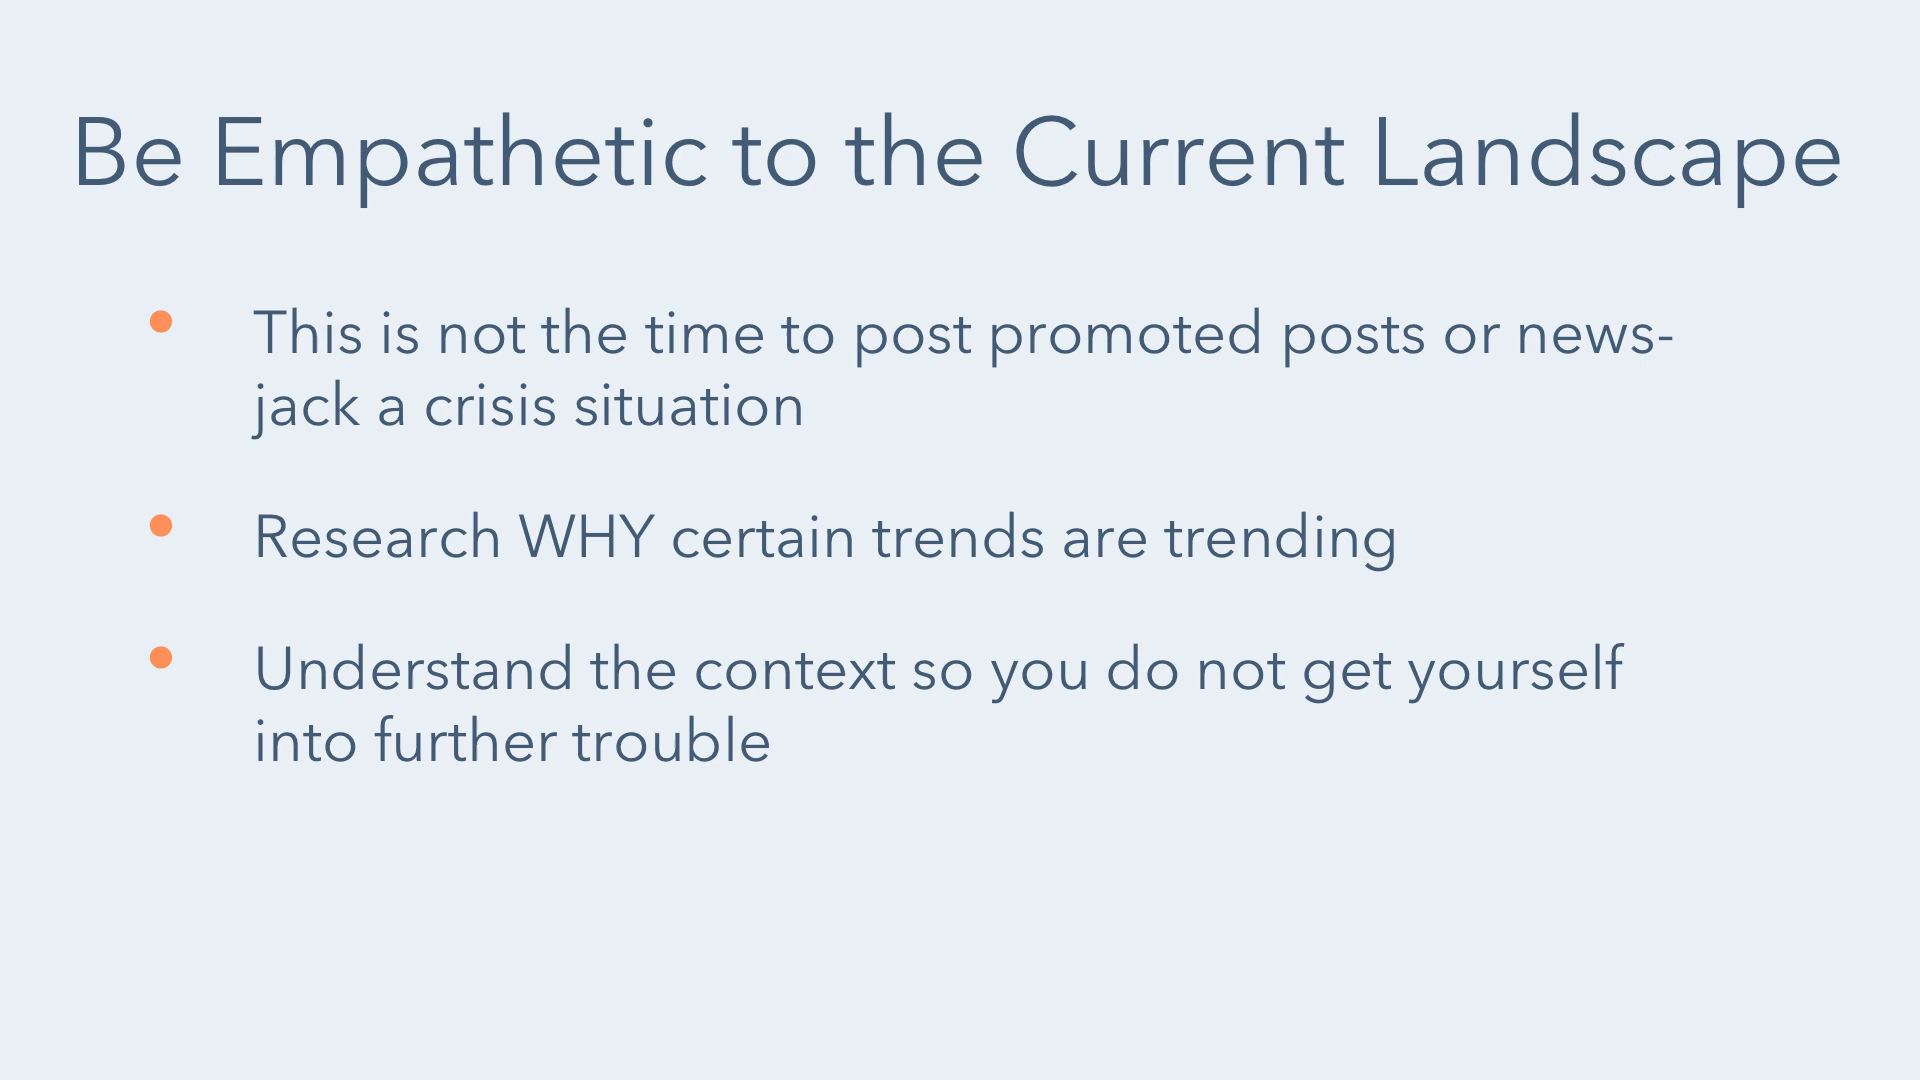 Be Empathetic to the Current Landscape
• This is not the time to post promoted posts or news-
jack a crisis situation
• Research WHY certain trends are trending
• Understand the context so you do not get yourself
into further trouble